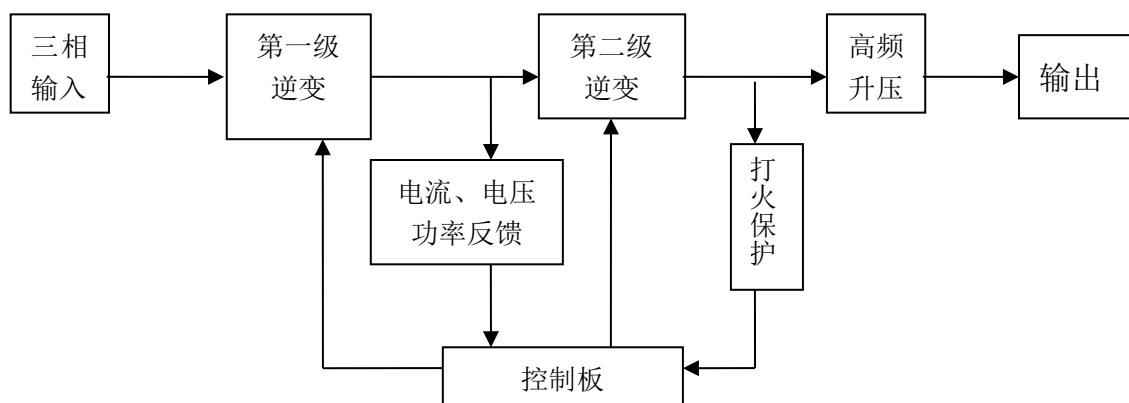 三相
输入
第一级
逆变
第二级
逆变
高频
升压
输出
电流、电压
功率反馈
打
火
保
护
控制板